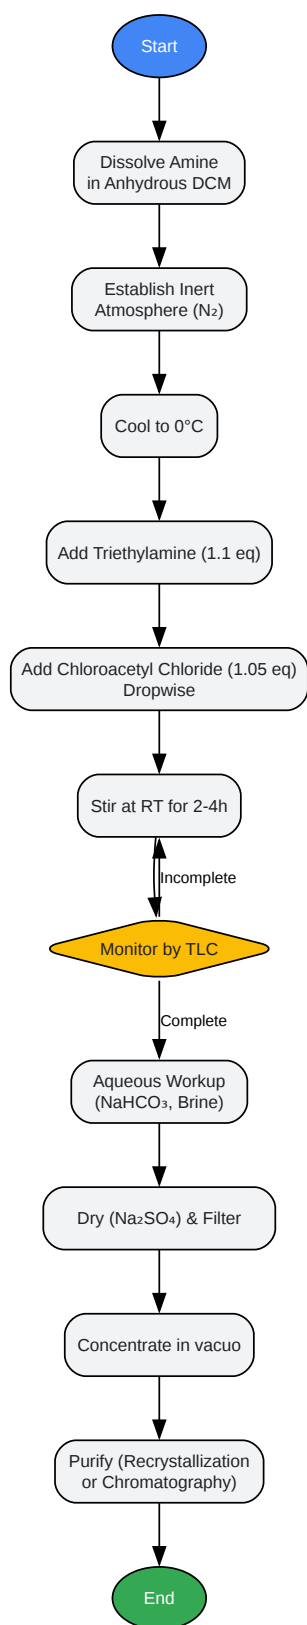 Start
Dissolve Amine
in Anhydrous DCM
Establish Inert
Atmosphere (N₂)
Cool to 0°C
Add Triethylamine (1.1 eq)
Add Chloroacetyl Chloride (1.05 eq)
Dropwise
Stir at RT for 2-4h
Incomplete
Monitor by TLC
Complete
Aqueous Workup
(NaHCO₃, Brine)
Dry (Na₂SO₄) & Filter
Concentrate in vacuo
Purify (Recrystallization
or Chromatography)
End